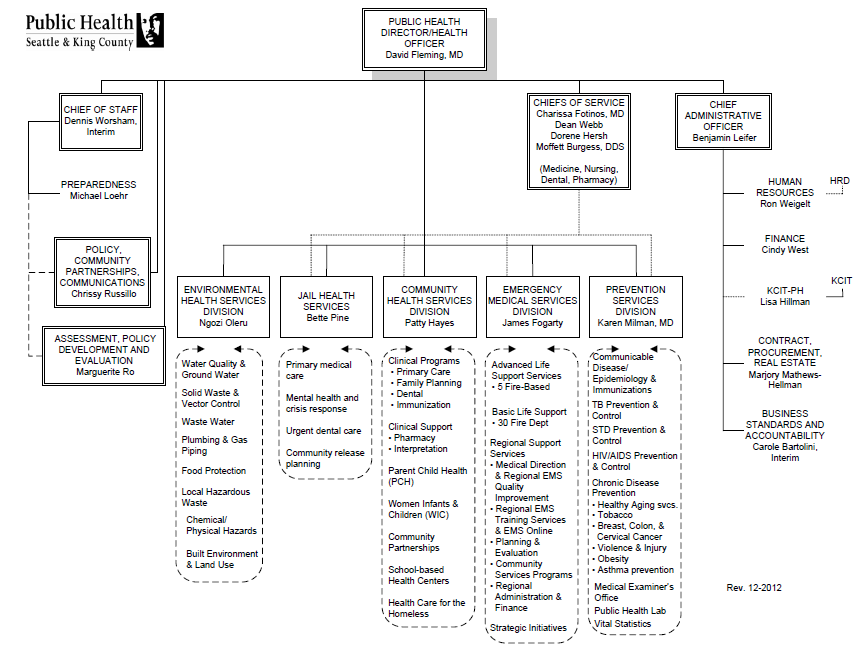 Public Health
Seattle & King County
PUBLIC HEALTH
DIRECTOR/HEALTH
OFFICER
David Fleming, MD
CHIEF OF STAFF
Dennis Worsham,
Interim
PREPAREDNESS
Michael Loehr
POLICY,
COMMUNITY
PARTNERSHIPS,
COMMUNICATIONS
Chrissy Russillo
ASSESSMENT, POLICY
DEVELOPMENT AND
EVALUATION
Marguerite Ro
CHIEFS OF SERVICE
Charissa Fotinos, MD
Dean Webb
Dorene Hersh
Moffett Burgess, DDS
(Medicine, Nursing,
Dental, Pharmacy)
CHIEF
ADMINISTRATIVE
OFFICER
Benjamin Leifer
HUMAN
RESOURCES
Ron Weigelt
HRD
FINANCE
Cindy West
KCIT-PH
Lisa Hillman
KCIT
CONTRACT,
PROCUREMENT,
REAL ESTATE
Marjory Mathews-
Hellman
BUSINESS
STANDARDS AND
ACCOUNTABILITY
Carole Bartolini,
Interim
ENVIRONMENTAL
HEALTH SERVICES
DIVISION
Ngozi Oleru
Water Quality &
Ground Water
Solid Waste &
Vector Control
Waste Water
Plumbing & Gas
Piping
Food Protection
Local Hazardous
Waste
Chemical/
Physical Hazards
Built Environment
& Land Use
JAIL HEALTH
SERVICES
Bette Pine
Primary medical
care
Mental health and
crisis response
Urgent dental care
Community release
planning
COMMUNITY
HEALTH SERVICES
DIVISION
Patty Hayes
Clinical Programs
• Primary Care
• Family Planning
• Dental
• Immunization
Clinical Support
• Pharmacy
• Interpretation
Parent Child Health
(PCH)
Women Infants &
Children (WIC)
Community
Partnerships
School-based
Health Centers
Health Care for the
Homeless
EMERGENCY
MEDICAL SERVICES
DIVISION
James Fogarty
Advanced Life
Support Services
• 5 Fire-Based
Basic Life Support
• 30 Fire Dept
Regional Support
Services
• Medical Direction
& Regional EMS
Quality
Improvement
• Regional EMS
Training Services
& EMS Online
• Planning &
Evaluation
• Community
Services Programs
• Regional
Administration &
Finance
Strategic Initiatives
PREVENTION
SERVICES
DIVISION
Karen Milman, MD
Communicable
Disease/
Epidemiology &
Immunizations
TB Prevention &
Control
STD Prevention &
Control
HIV/AIDS Prevention
& Control
Chronic Disease
Prevention
• Healthy Aging svcs.
• Tobacco
• Breast, Colon, &
Cervical Cancer
• Violence & Injury
• Obesity
• Asthma prevention
Medical Examiner's
Office
Public Health Lab
Vital Statistics
Rev. 12-2012